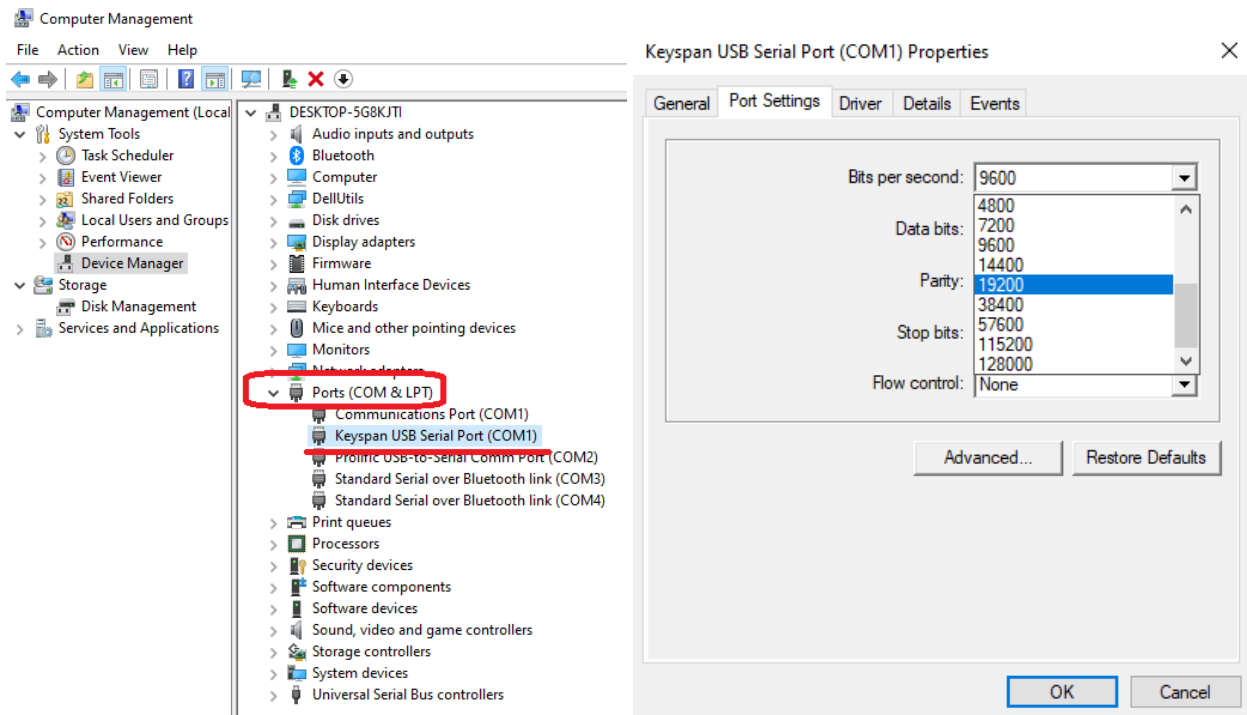 Computer Management
File Action View Help
Computer Management (Local
System Tools
Task Scheduler
Event Viewer
Shared Folders
Local Users and Groups
Performance
Device Manager
Storage
Disk Management
Services and Applications
DESKTOP-5G8KJTI
Audio inputs and outputs
Bluetooth
Computer
DellUtils
Disk drives
Display adapters
Firmware
Human Interface Devices
Keyboards
Mice and other pointing devices
Monitors
Network adapters
Ports (COM & LPT)
Communications Port (COM1)
Keyspan USB Serial Port (COM1)
Prolific USB-to-Serial Comm Port (COM2)
Standard Serial over Bluetooth link (COM3)
Standard Serial over Bluetooth link (COM4)
Print queues
Processors
Security devices
Software components
Software devices
Sound, video and game controllers
Storage controllers
System devices
Universal Serial Bus controllers
Keyspan USB Serial Port (COM1) Properties
General Port Settings Driver Details Events
Bits per second: 9600
4800
Data bits: 7200
9600
14400
Parity: 19200
38400
Stop bits: 57600
115200
128000
Flow control: None
Advanced... Restore Defaults
OK Cancel